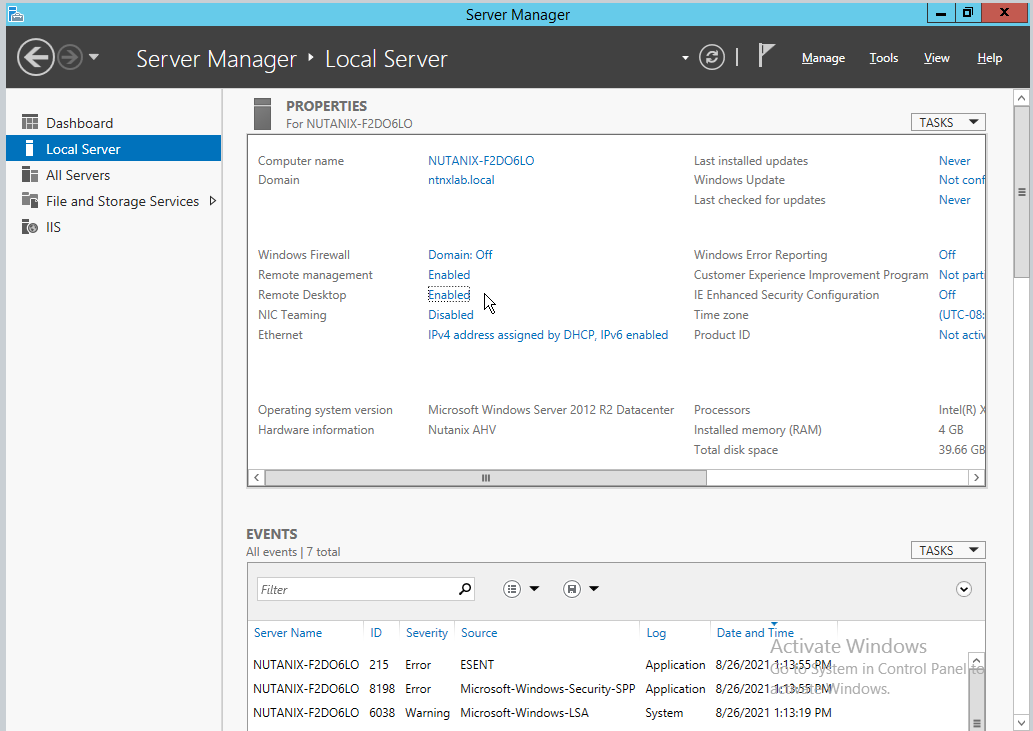 Server Manager
Server Manager ‣ Local Server
Manage Tools View Help
Dashboard
Local Server
All Servers
File and Storage Services
IIS
PROPERTIES
For NUTANIX-F2DO6LO
TASKS
Computer name NUTANIX-F2DO6LO Last installed updates Never
Domain ntnxlab.local Windows Update Not conf
Last checked for updates Never
Windows Firewall Domain: Off Windows Error Reporting Off
Remote management Enabled Customer Experience Improvement Program Not parti
Remote Desktop Enabled IE Enhanced Security Configuration Off
NIC Teaming Disabled Time zone (UTC-08:
Ethernet IPv4 address assigned by DHCP, IPv6 enabled Product ID Not activ
Operating system version Microsoft Windows Server 2012 R2 Datacenter Processors Intel(R) X
Hardware information Nutanix AHV Installed memory (RAM) 4 GB
Total disk space 39.66 GB
EVENTS
All events | 7 total
TASKS
Filter
Server Name ID Severity Source Log Date and Time
NUTANIX-F2DO6LO 215 Error ESENT Application 8/26/2021 1:13:55 PM
NUTANIX-F2DO6LO 8198 Error Microsoft-Windows-Security-SPP Application 8/26/2021 1:13:55 PM
NUTANIX-F2DO6LO 6038 Warning Microsoft-Windows-LSA System 8/26/2021 1:13:19 PM
Activate Windows
Go to System in Control Panel to
activate Windows.